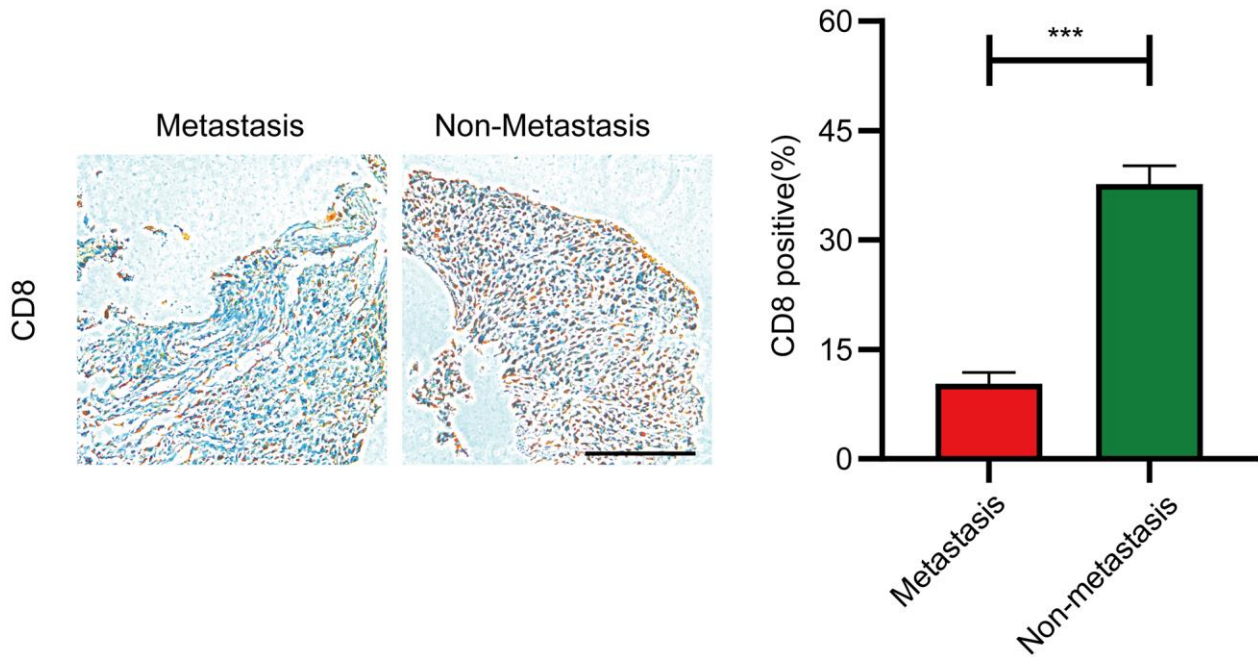 Metastasis
Non-Metastasis
CD8
60
45
30
15
0
CD8 positive(%)
***
Metastasis
Non-metastasis